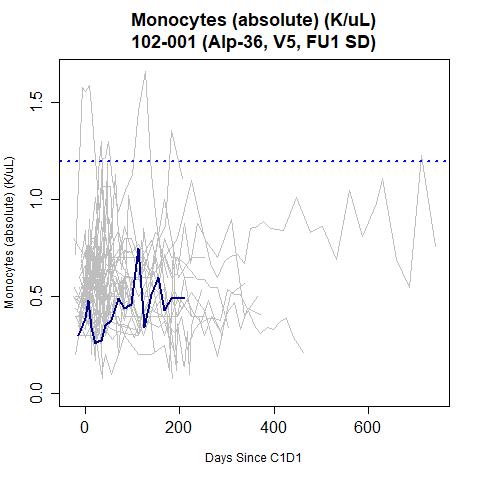 Monocytes (absolute) (K/uL)
102-001 (Alp-36, V5, FU1 SD)
Monocytes (absolute) (K/uL)
1.5
1.0
0.5
0.0
0 200 400 600
Days Since C1D1